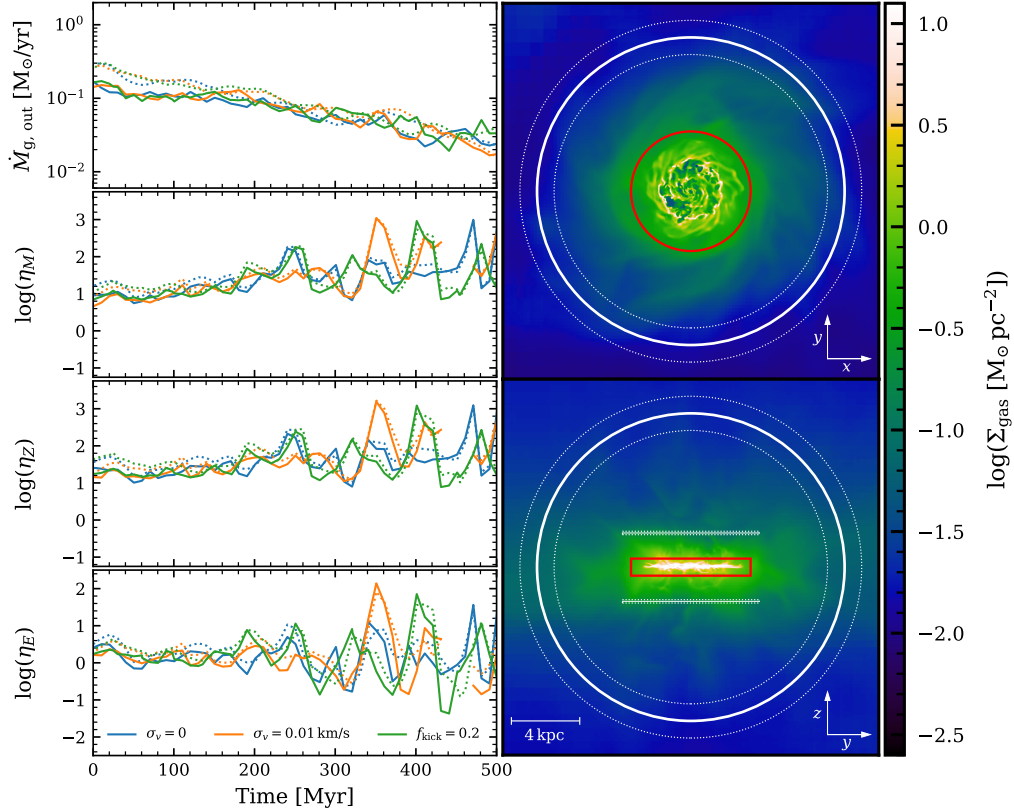 Ṁg, out [M⊙/yr]
10⁰
10⁻¹
10⁻²
log(ηM)
3
2
1
0
−1
log(ηZ)
3
2
1
0
−1
log(ηE)
2
1
0
−1
−2
σv = 0
σv = 0.01 km/s
fkick = 0.2
0
100
200
300
400
500
Time [Myr]
y
x
4 kpc
z
y
1.0
0.5
0.0
−0.5
−1.0
−1.5
−2.0
−2.5
log(Σgas [M⊙ pc⁻²])